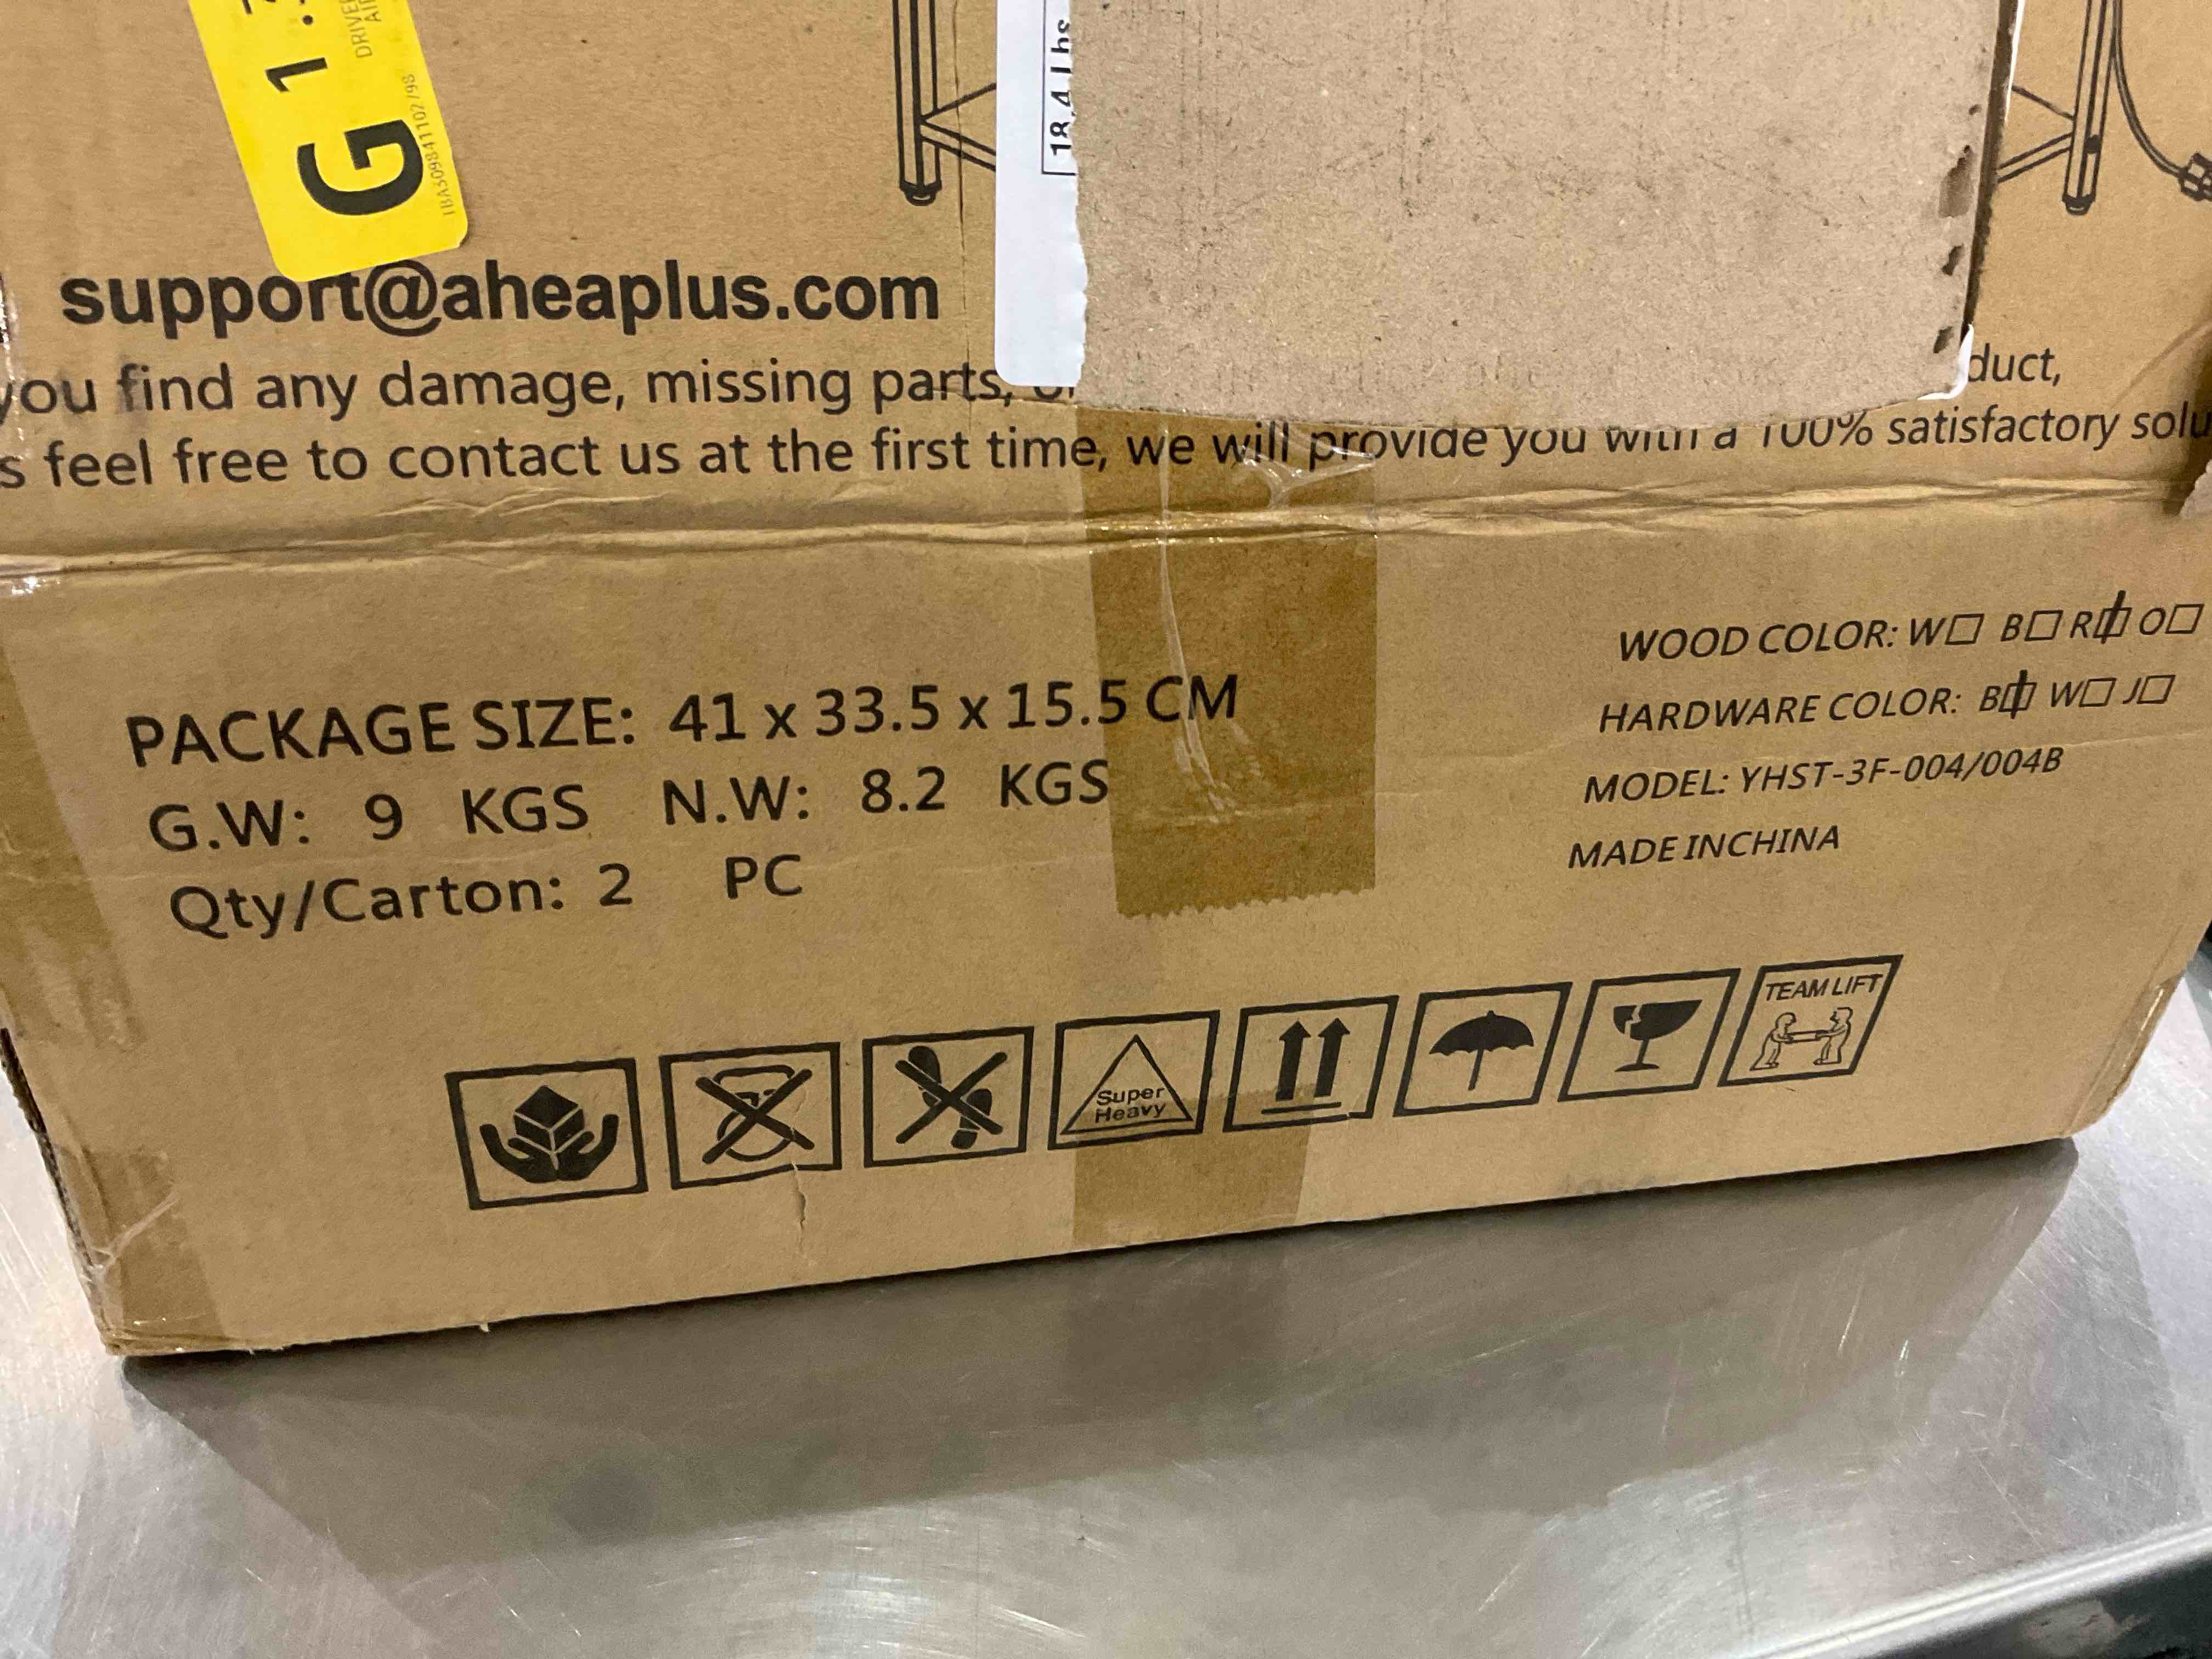 G 1.
DRIVE
AI
18.4 Lbs
support@aheaplus.com
you find any damage, missing parts, duct,
s feel free to contact us at the first time, we will provide you with a 100% satisfactory solu
PACKAGE SIZE: 41 x 33.5 x 15.5 CM
G.W: 9 KGS N.W: 8.2 KGS
Qty/Carton: 2 PC
WOOD COLOR: W□ B□ R□ O□
HARDWARE COLOR: B□ W□ J□
MODEL: YHST-3F-004/004B
MADE INCHINA
Super
Heavy
TEAM LIFT